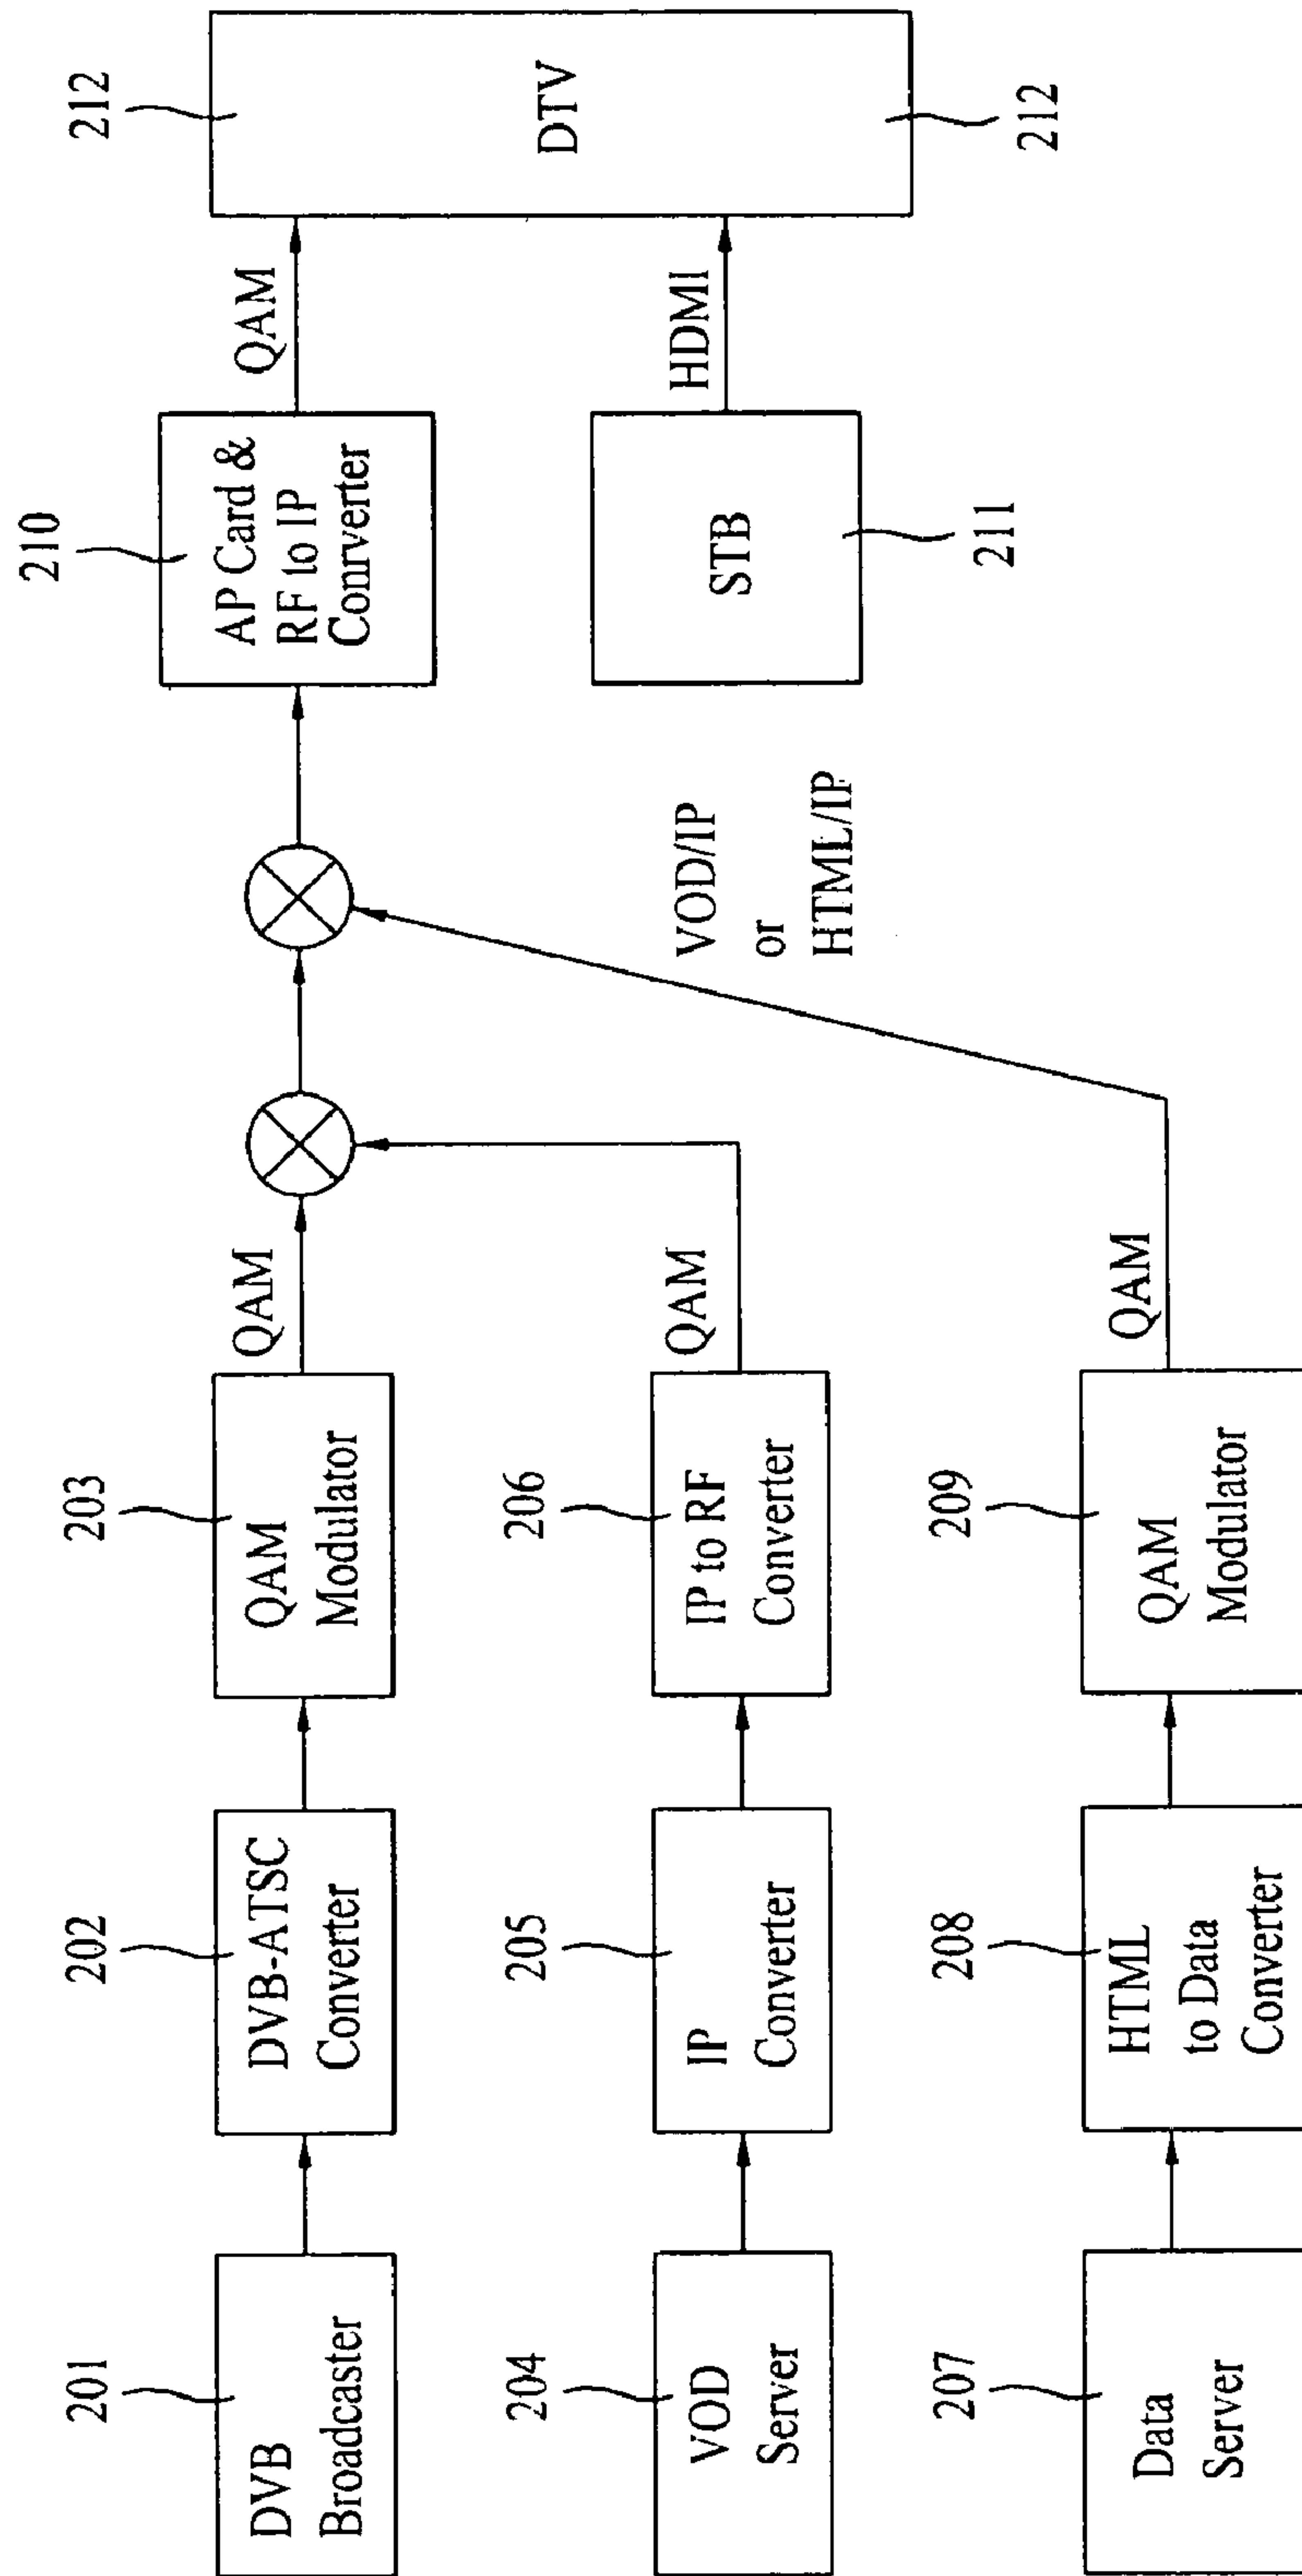 201
DVB
Broadcaster
202
DVB-ATSC
Converter
203
QAM
Modulator
QAM
204
VOD
Server
205
IP
Converter
206
IP to RF
Converter
QAM
207
Data
Server
208
HTML
to Data
Converter
209
QAM
Modulator
QAM
VOD/IP
or
HTML/IP
210
AP Card &
RF to IP
Conrverter
QAM
STB
211
HDMI
212
DTV
212